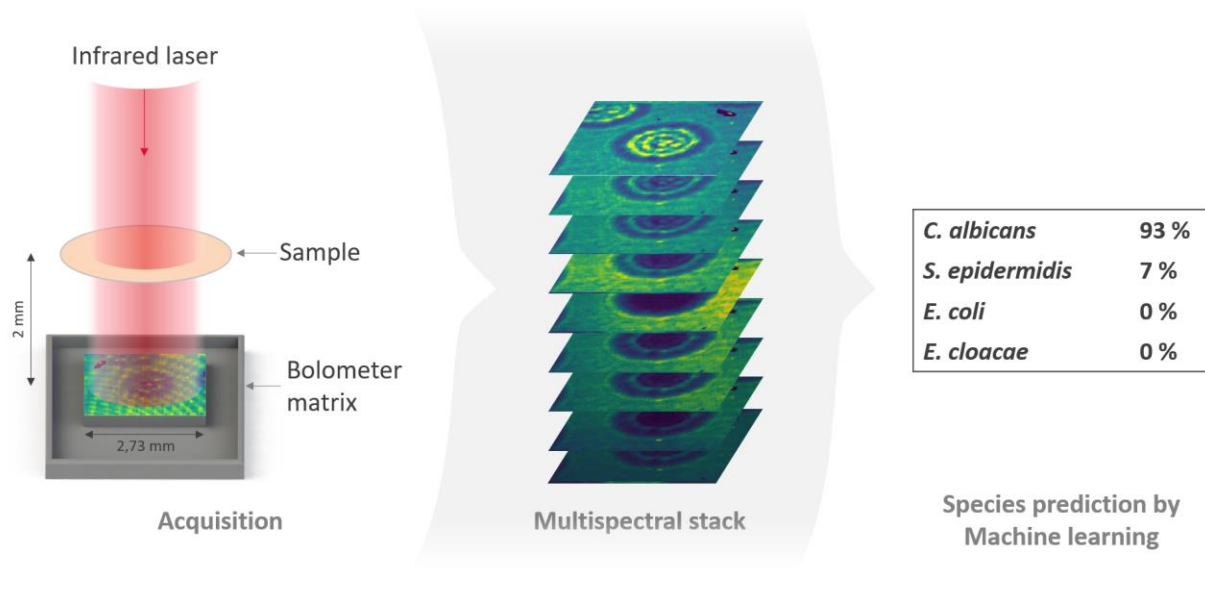 Infrared laser
Sample
2 mm
Bolometer
matrix
2,73 mm
Acquisition
Multispectral stack
C. albicans 93 %
S. epidermidis 7 %
E. coli 0 %
E. cloacae 0 %
Species prediction by
Machine learning